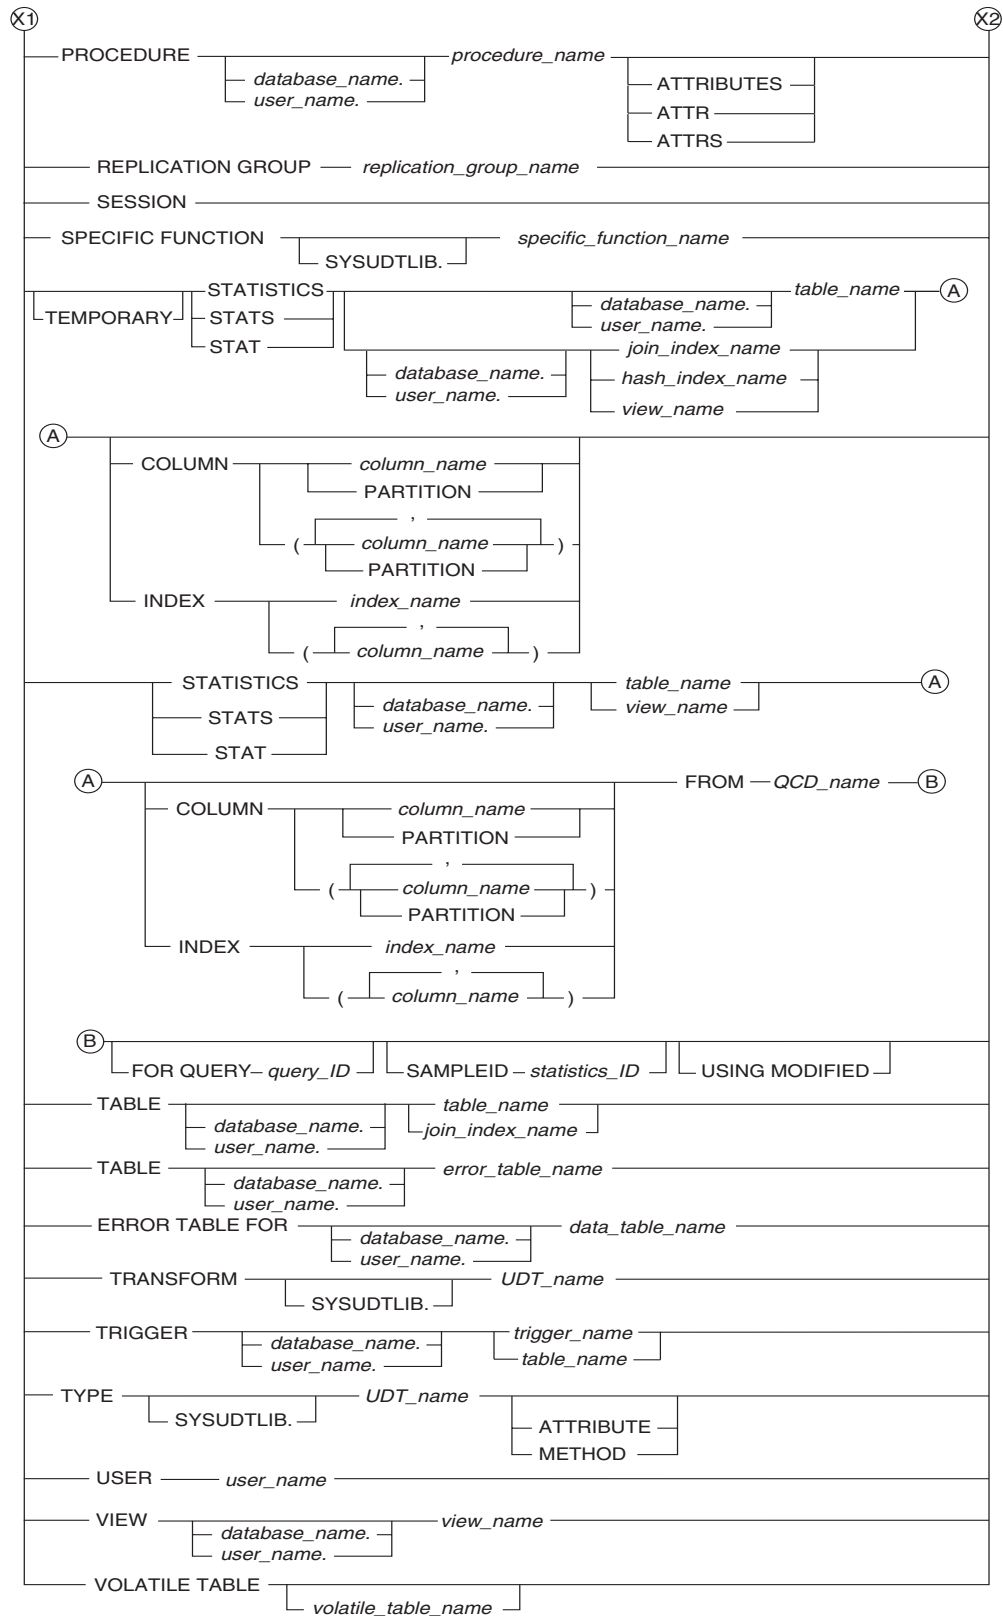 X1 X2
PROCEDURE procedure_name
database_name. ATTRIBUTES
user_name. ATTR
ATTRS
REPLICATION GROUP replication_group_name
SESSION
SPECIFIC FUNCTION specific_function_name
SYSUDTLIB.
STATISTICS table_name A
TEMPORARY STATS database_name.
user_name.
STAT join_index_name
database_name. hash_index_name
user_name. view_name
A
COLUMN column_name
PARTITION
,
( column_name )
PARTITION
INDEX index_name
,
( column_name )
STATISTICS table_name A
STATS database_name. view_name
user_name.
STAT
A FROM QCD_name B
COLUMN column_name
PARTITION
,
( column_name )
PARTITION
INDEX index_name
,
( column_name )
B
FOR QUERY query_ID SAMPLEID statistics_ID USING MODIFIED
TABLE table_name
database_name. join_index_name
user_name.
TABLE error_table_name
database_name.
user_name.
ERROR TABLE FOR data_table_name
database_name.
user_name.
TRANSFORM UDT_name
SYSUDTLIB.
TRIGGER trigger_name
database_name. table_name
user_name.
TYPE UDT_name
SYSUDTLIB. ATTRIBUTE
METHOD
USER user_name
VIEW view_name
database_name.
user_name.
VOLATILE TABLE
volatile_table_name